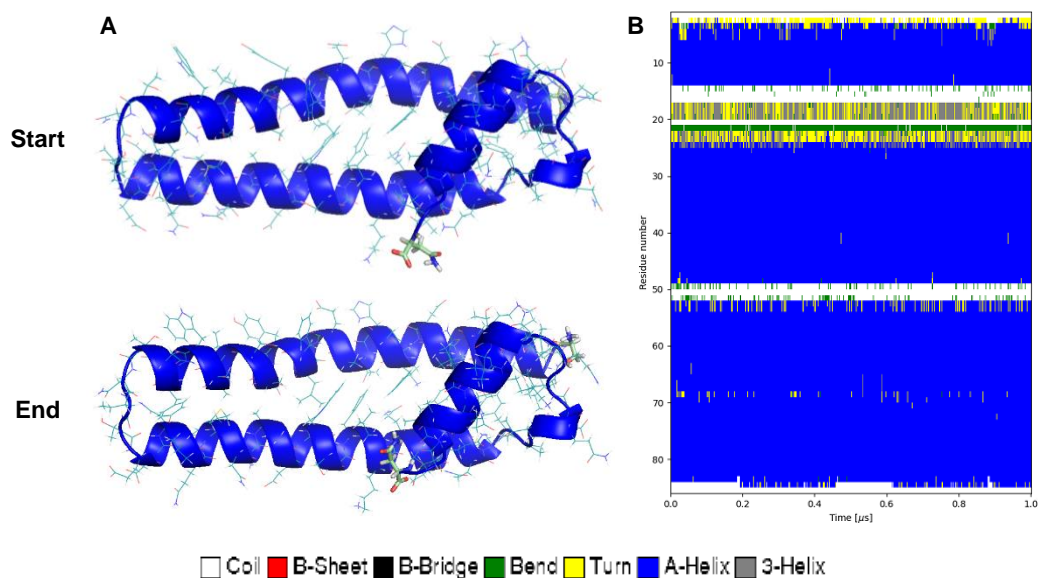 A
B
Start
End
Residue number
10
20
30
40
50
60
70
80
0.0
0.2
0.4
0.6
0.8
1.0
Time [μs]
Coil B-Sheet B-Bridge Bend Turn A-Helix 3-Helix